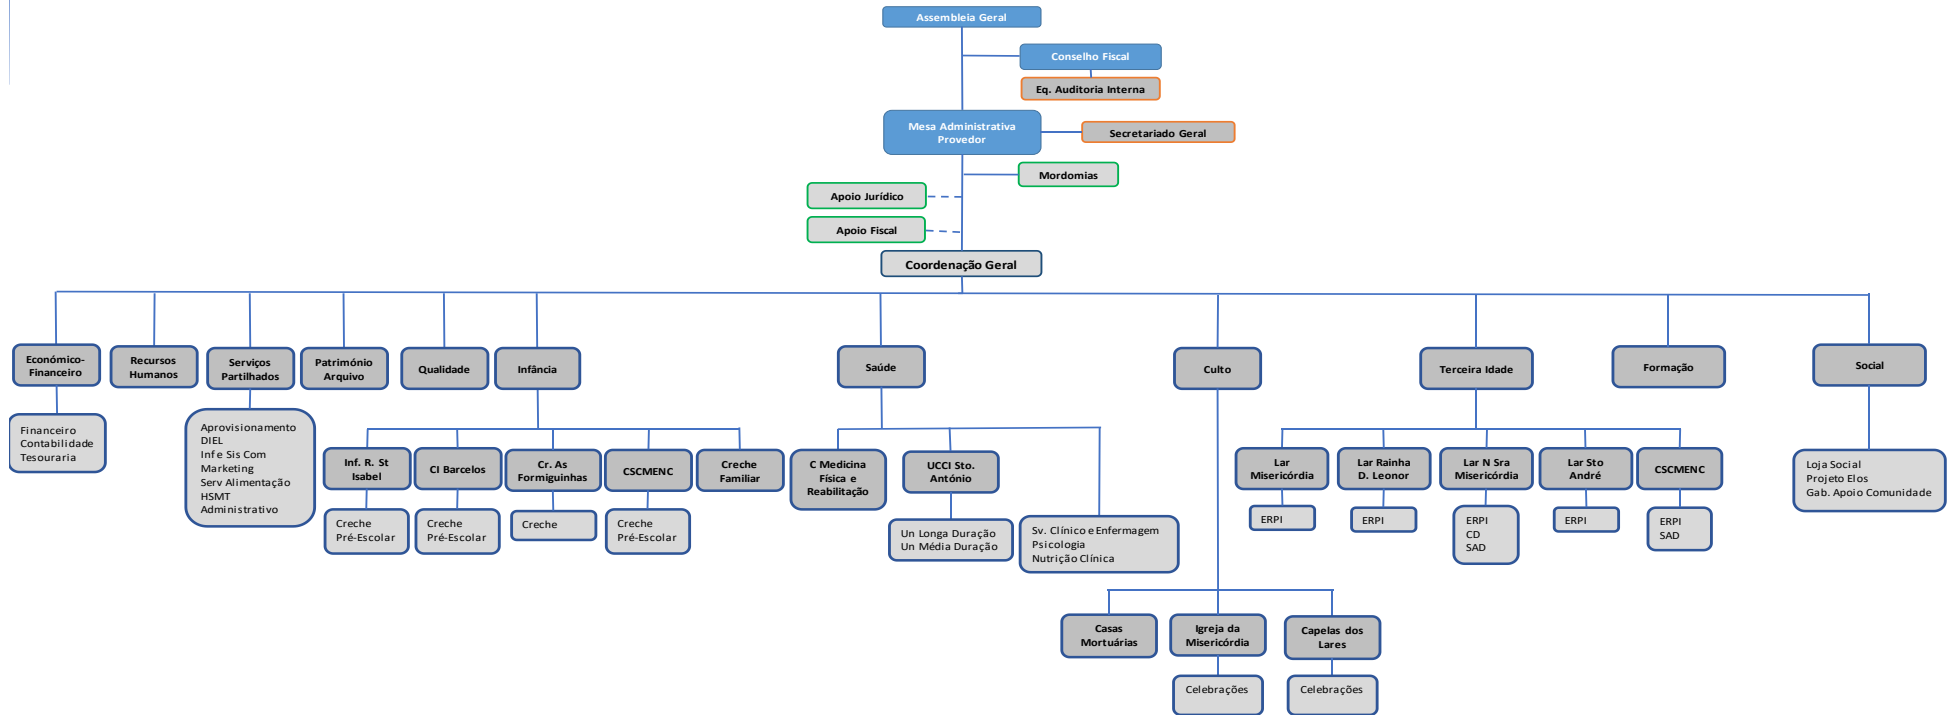 Assembleia Geral
Conselho Fiscal
Eq. Auditoria Interna
Mesa Administrativa
Provedor
Secretariado Geral
Mordomias
Apoio Jurídico
Apoio Fiscal
Coordenação Geral
Económico-
Financeiro
Recursos
Humanos
Serviços
Partilhados
Património
Arquivo
Qualidade
Infância
Saúde
Culto
Terceira Idade
Formação
Social
Financeiro
Contabilidade
Tesouraria
Aprovisionamento
DIEL
Inf e Sis Com
Marketing
Serv Alimentação
HSMT
Administrativo
Inf. R. St
Isabel
CI Barcelos
Cr. As
Formiguinhas
CSCMENC
Creche
Familiar
C Medicina
Física e
Reabilitação
UCCI Sto.
António
Lar
Misericórdia
Lar Rainha
D. Leonor
Lar N Sra
Misericórdia
Lar Sto
André
CSCMENC
Loja Social
Projeto Elos
Gab. Apoio Comunidade
Creche
Pré-Escolar
Creche
Pré-Escolar
Creche
Creche
Pré-Escolar
Un Longa Duração
Un Média Duração
Sv. Clínico e Enfermagem
Psicologia
Nutrição Clínica
ERPI
ERPI
ERPI
CD
SAD
ERPI
ERPI
SAD
Casas
Mortuárias
Igreja da
Misericórdia
Capelas dos
Lares
Celebrações
Celebrações